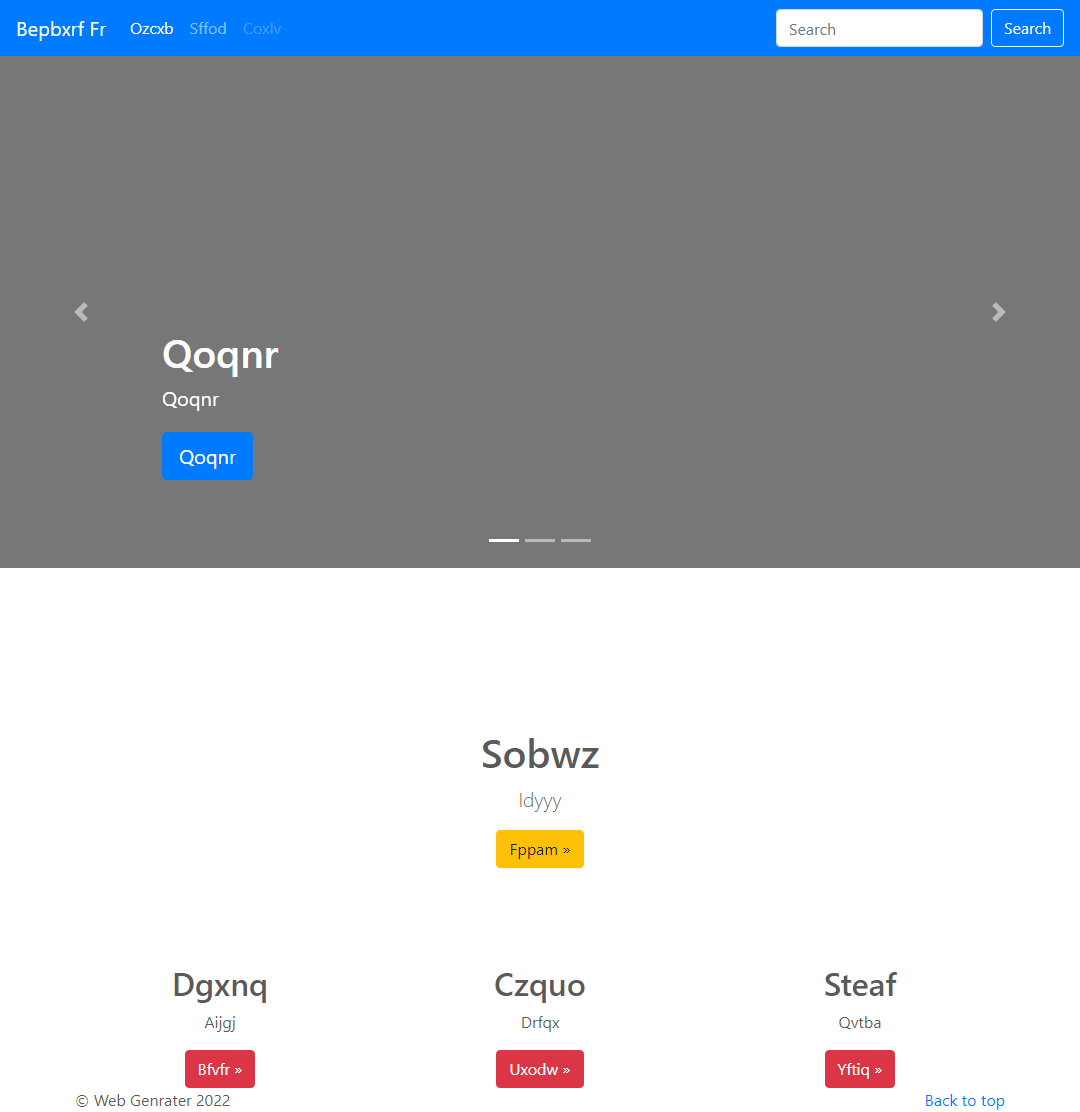 Bepbxrf Fr Ozcxb Sffod Coxlv Search Search
Qoqnr
Qoqnr
Qoqnr
Sobwz
Idyyy
Fppam »
Dgxnq Czquo Steaf
Aijgj Drfqx Qvtba
Bfvfr » Uxodw » Yftiq »
© Web Genrater 2022 Back to top